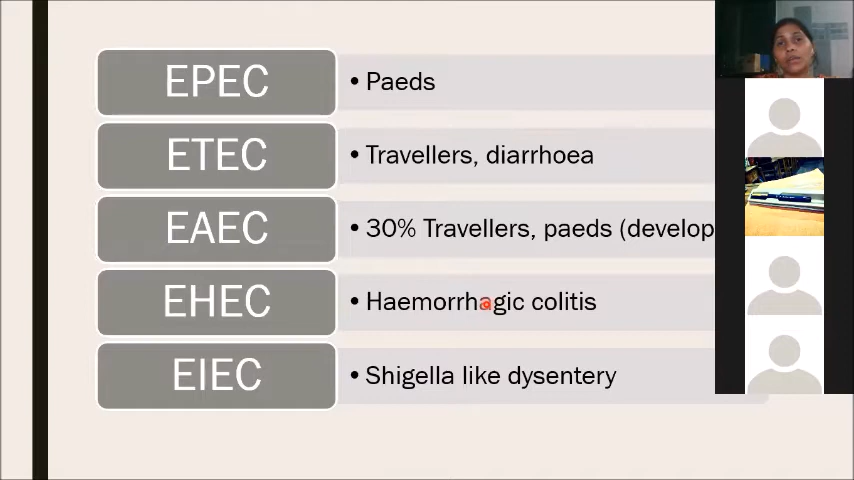 EPEC
• Paeds
ETEC
• Travellers, diarrhoea
EAEC
• 30% Travellers, paeds (develop
EHEC
• Haemorrhagic colitis
EIEC
• Shigella like dysentery